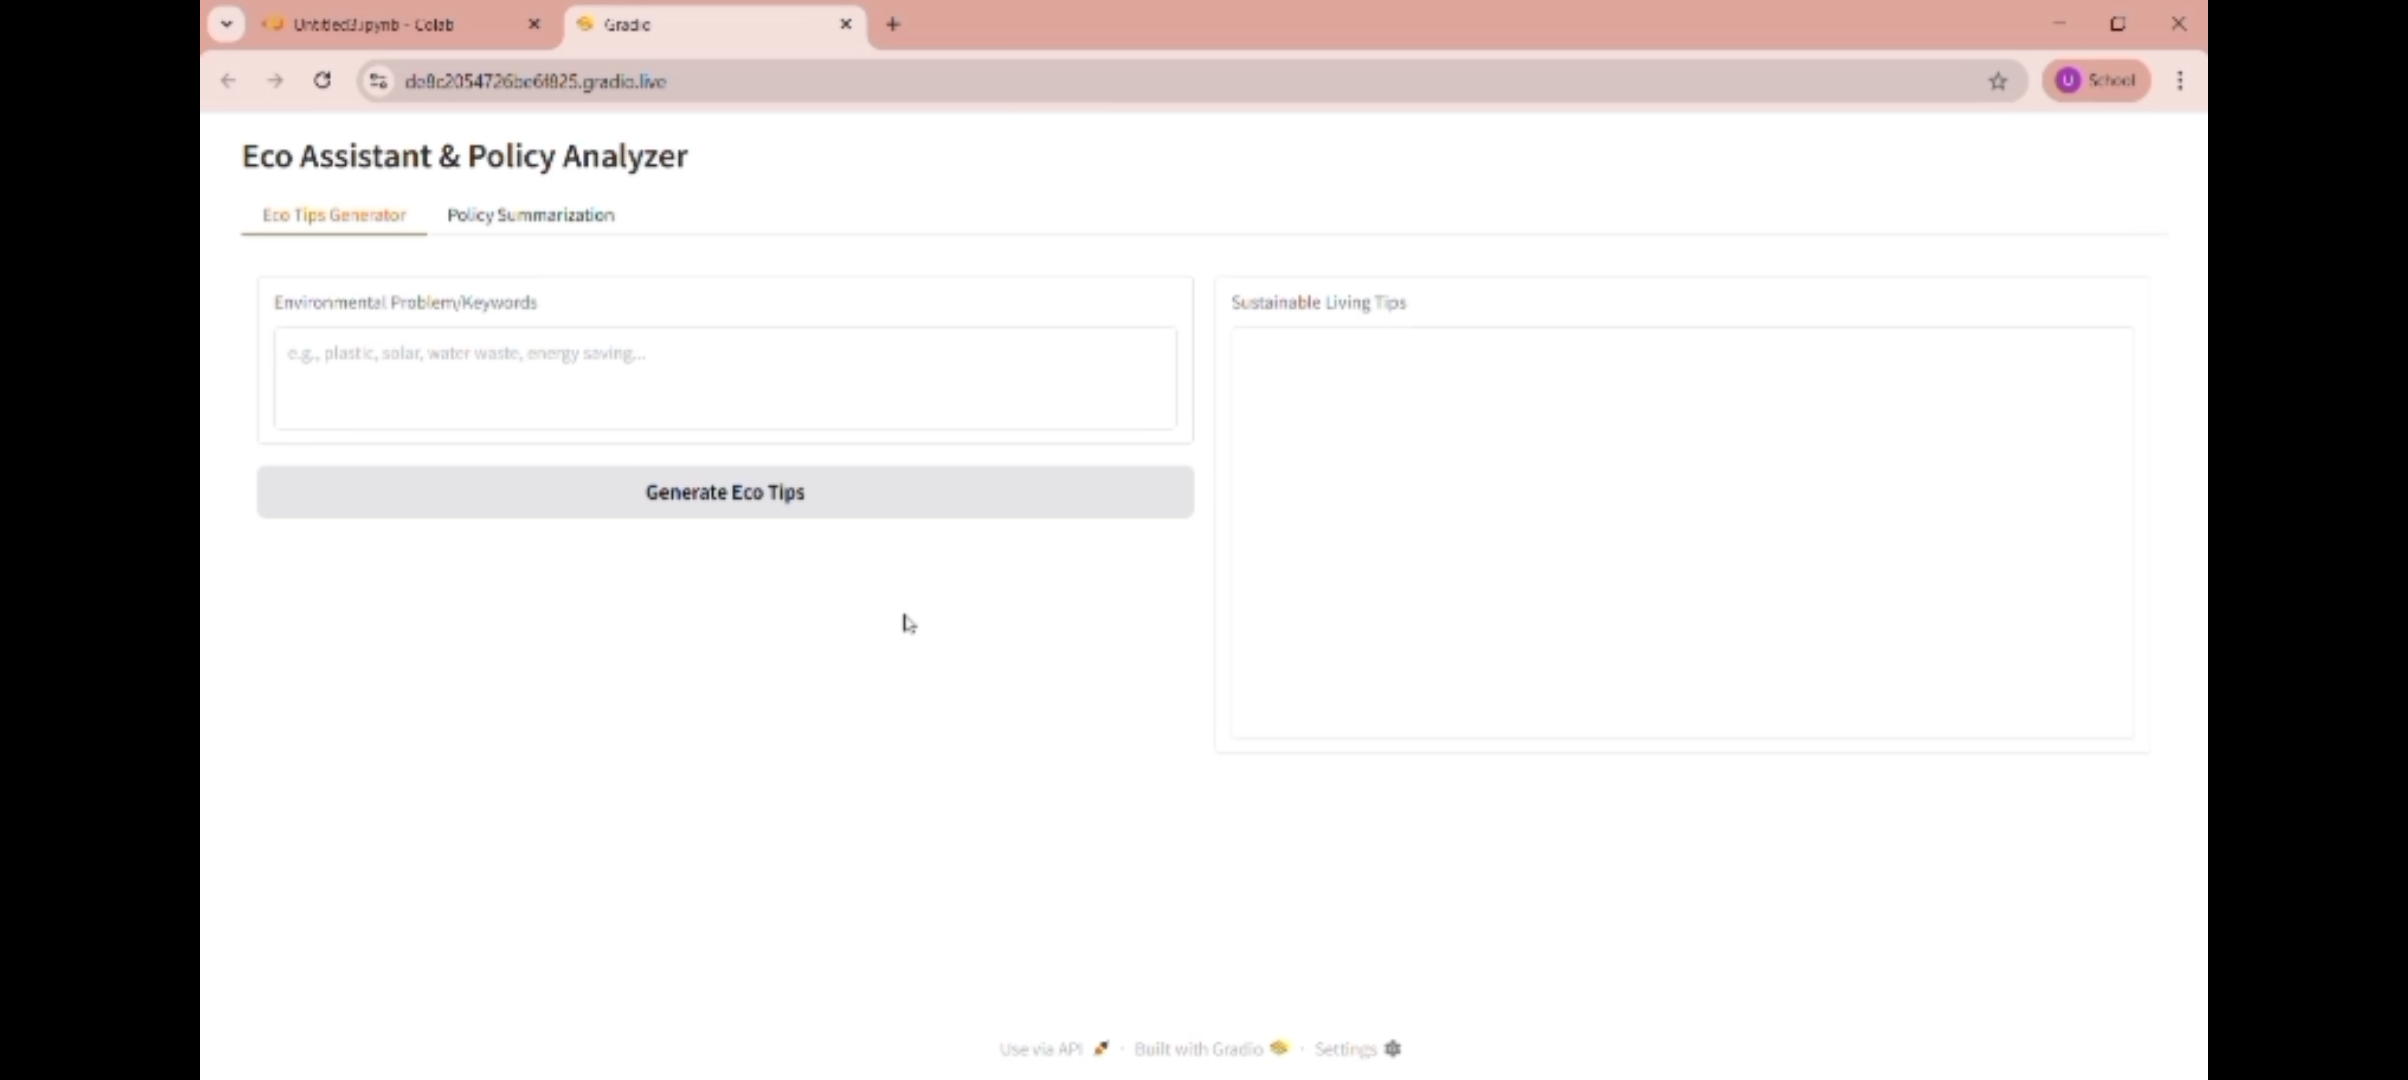 Untitled3.ipynb - Colab
Gradio
de8c2054726be6f825.gradio.live
U School
Eco Assistant & Policy Analyzer
Eco Tips Generator
Policy Summarization
Environmental Problem/Keywords
e.g., plastic, solar, water waste, energy saving...
Generate Eco Tips
Sustainable Living Tips
Use via API · Built with Gradio · Settings